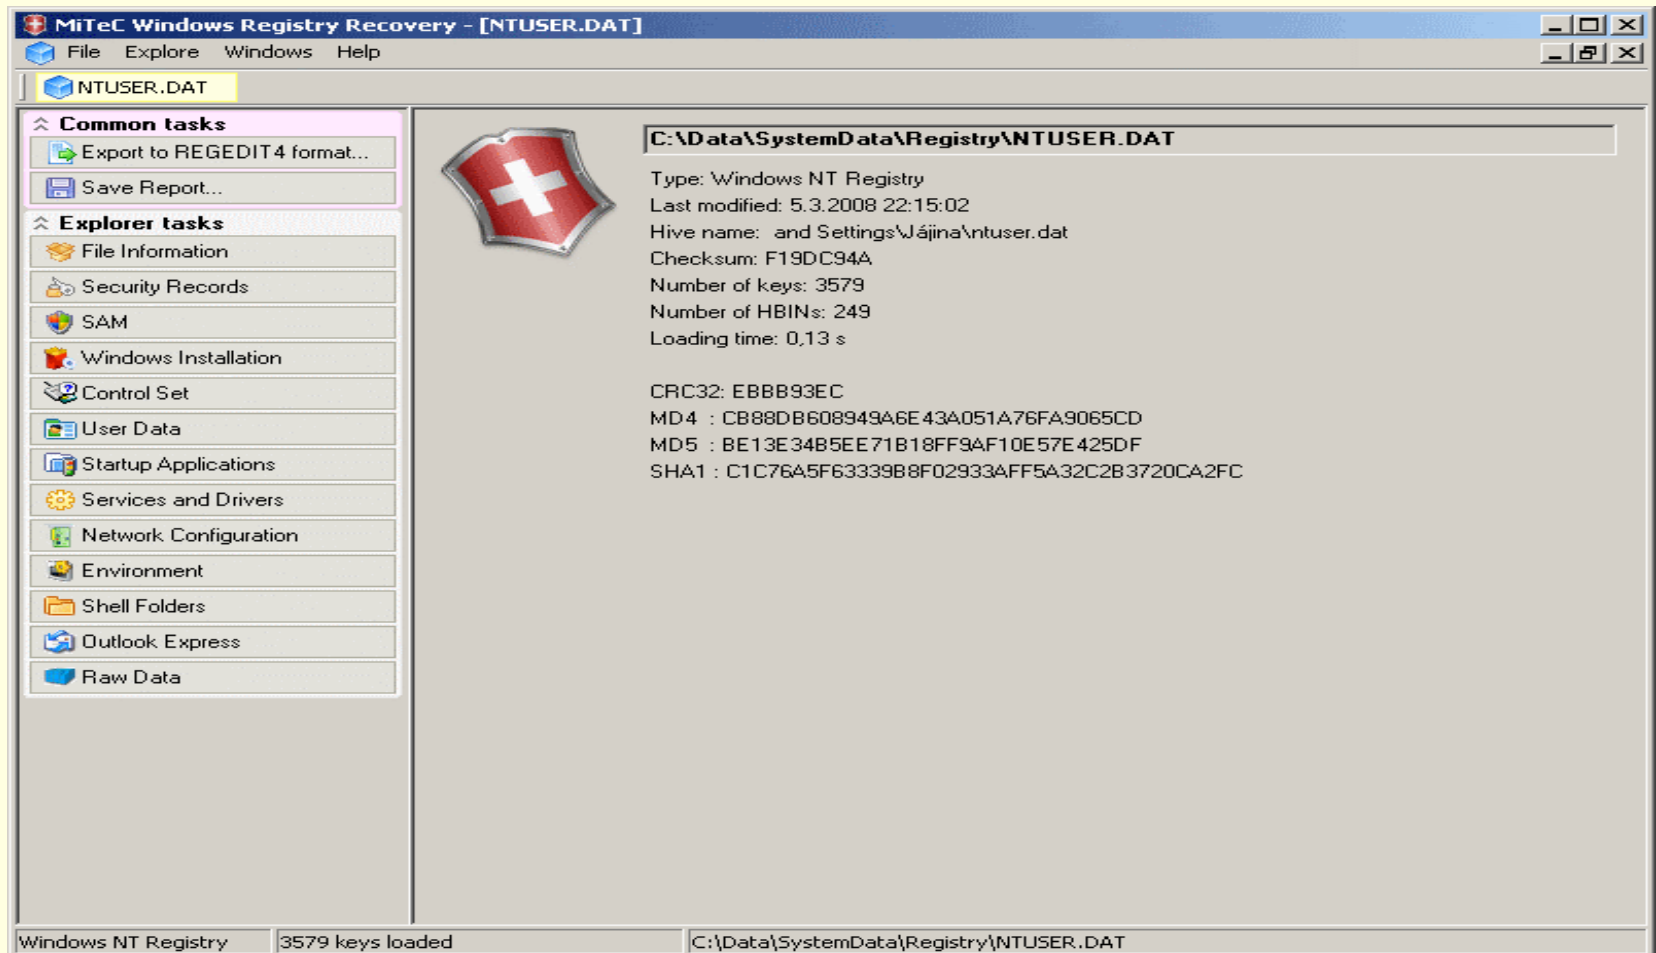 MiTeC Windows Registry Recovery - [NTUSER.DAT]
File Explore Windows Help
NTUSER.DAT
Common tasks
Export to REGEDIT4 format...
Save Report...
Explorer tasks
File Information
Security Records
SAM
Windows Installation
Control Set
User Data
Startup Applications
Services and Drivers
Network Configuration
Environment
Shell Folders
Outlook Express
Raw Data
C:\Data\SystemData\Registry\NTUSER.DAT
Type: Windows NT Registry
Last modified: 5.3.2008 22:15:02
Hive name: and Settings\Jájina\ntuser.dat
Checksum: F19DC94A
Number of keys: 3579
Number of HBINs: 249
Loading time: 0,13 s
CRC32: EBBB93EC
MD4 : CB88DB608949A6E43A051A76FA9065CD
MD5 : BE13E34B5EE71B18FF9AF10E57E425DF
SHA1 : C1C76A5F63339B8F02933AFF5A32C2B3720CA2FC
Windows NT Registry 3579 keys loaded C:\Data\SystemData\Registry\NTUSER.DAT